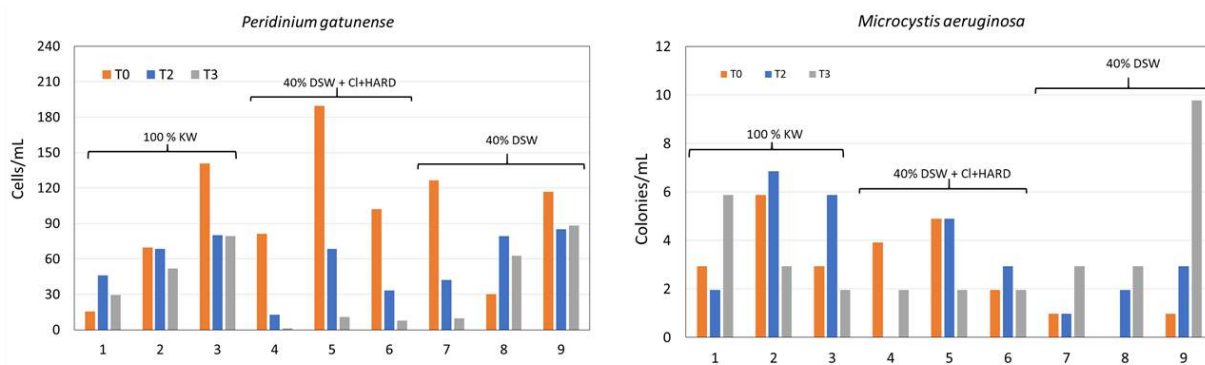 Peridinium gatunense
240
210
180
150
120
90
60
30
0
Cells/mL
T0 T2 T3
100 % KW
40% DSW + Cl+HARD
40% DSW
1 2 3 4 5 6 7 8 9
Microcystis aeruginosa
12
10
8
6
4
2
0
Colonies/mL
T0 T2 T3
100 % KW
40% DSW + Cl+HARD
40% DSW
1 2 3 4 5 6 7 8 9